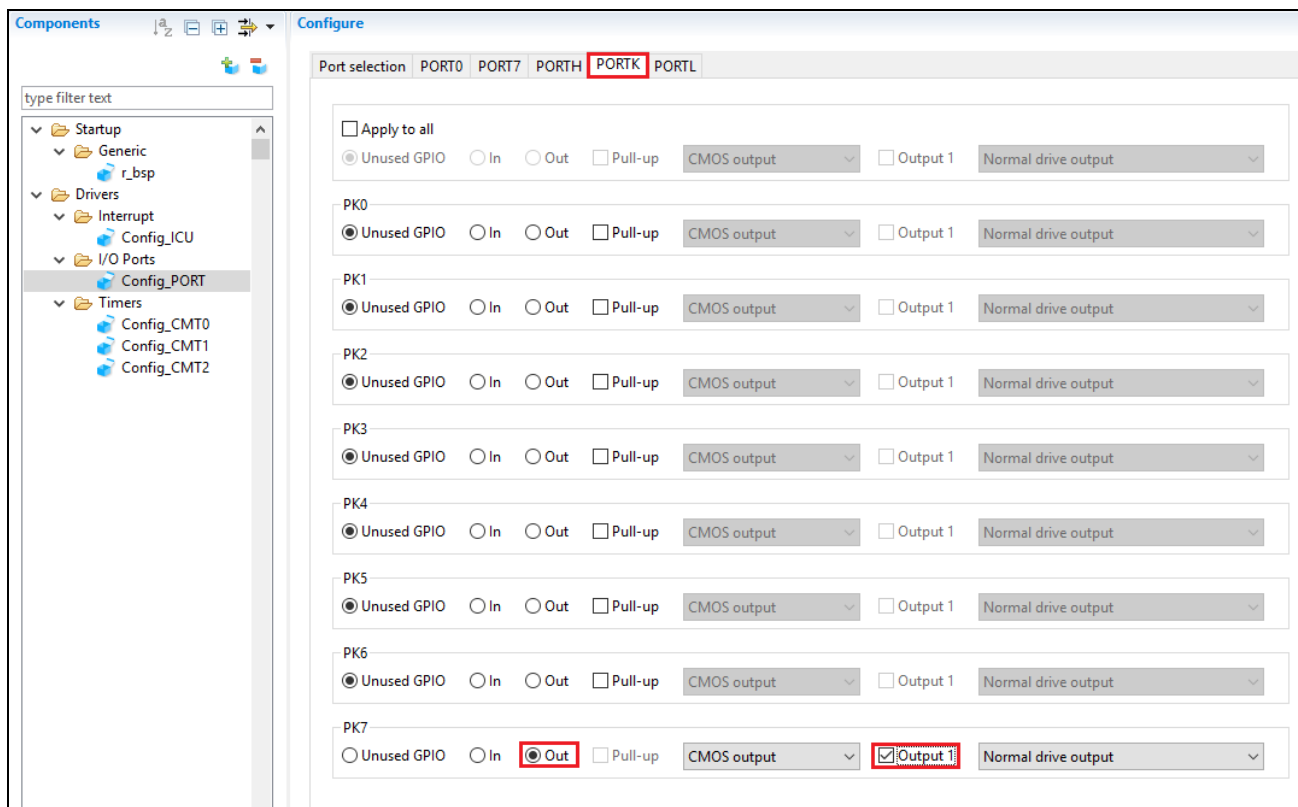 Components
Configure
type filter text
Startup
Generic
r_bsp
Drivers
Interrupt
Config_ICU
I/O Ports
Config_PORT
Timers
Config_CMT0
Config_CMT1
Config_CMT2
Port selection PORT0 PORT7 PORTH PORTK PORTL
Apply to all
Unused GPIO In Out Pull-up CMOS output Output 1 Normal drive output
PK0
Unused GPIO In Out Pull-up CMOS output Output 1 Normal drive output
PK1
Unused GPIO In Out Pull-up CMOS output Output 1 Normal drive output
PK2
Unused GPIO In Out Pull-up CMOS output Output 1 Normal drive output
PK3
Unused GPIO In Out Pull-up CMOS output Output 1 Normal drive output
PK4
Unused GPIO In Out Pull-up CMOS output Output 1 Normal drive output
PK5
Unused GPIO In Out Pull-up CMOS output Output 1 Normal drive output
PK6
Unused GPIO In Out Pull-up CMOS output Output 1 Normal drive output
PK7
Unused GPIO In Out Pull-up CMOS output Output 1 Normal drive output